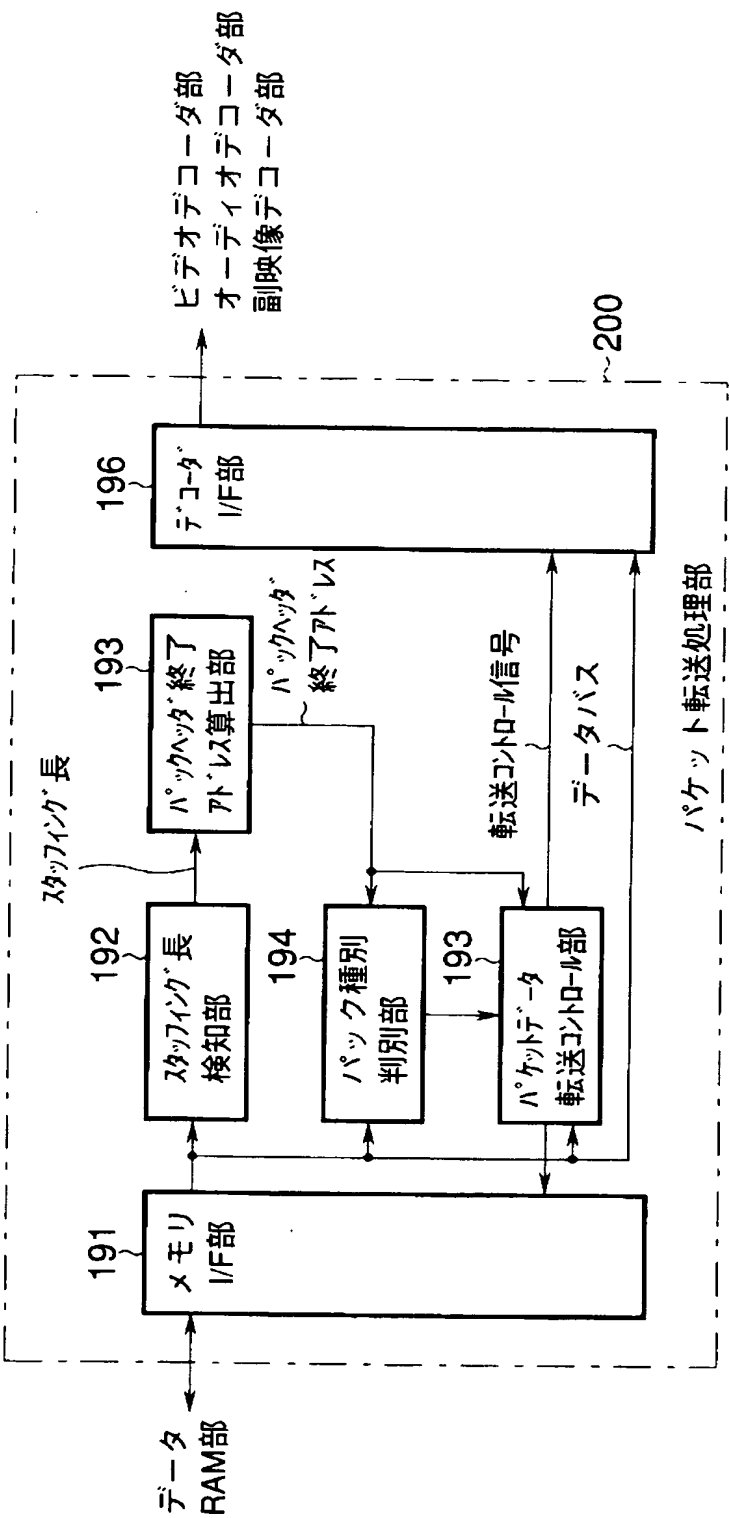 データ
RAM部
191
メモリ
I/F部
192
スタッフィング長
検知部
スタッフィング長
193
パックヘッダ終了
アドレス算出部
パックヘッダ
終了アドレス
194
パック種別
判別部
193
パケットデータ
転送コントロール部
転送コントロール信号
データバス
196
デコーダ
I/F部
ビデオデコーダ部
オーディオデコーダ部
副映像デコーダ部
200
パケット転送処理部